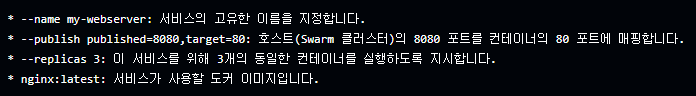 * --name my-webserver: 서비스의 고유한 이름을 지정합니다.
* --publish published=8080,target=80: 호스트(Swarm 클러스터)의 8080 포트를 컨테이너의 80 포트에 매핑합니다.
* --replicas 3: 이 서비스를 위해 3개의 동일한 컨테이너를 실행하도록 지시합니다.
* nginx:latest: 서비스가 사용할 도커 이미지입니다.